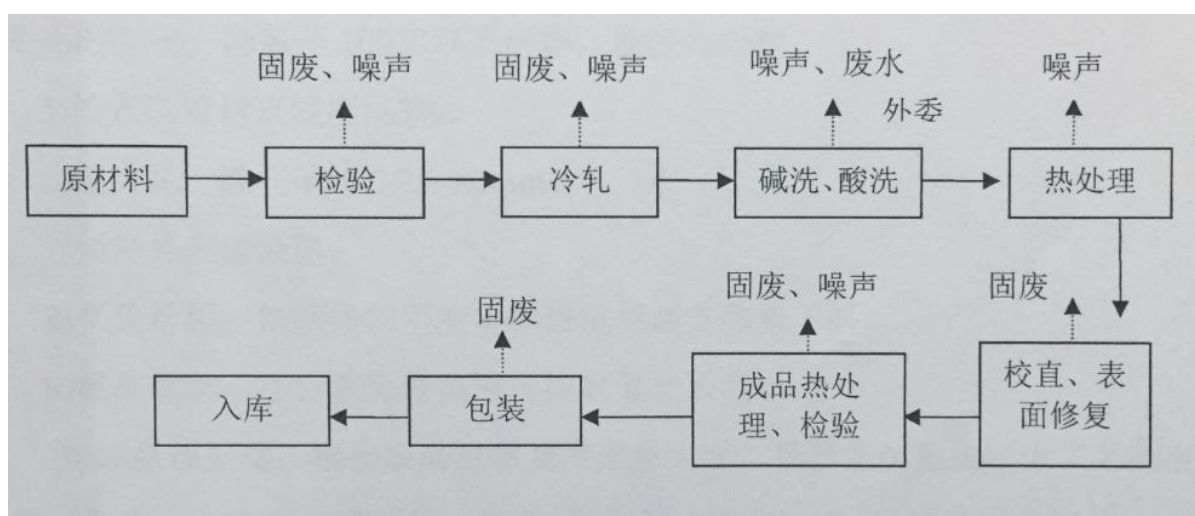 固废、噪声
固废、噪声
噪声、废水
噪声
外委
原材料
检验
冷轧
碱洗、酸洗
热处理
固废
固废、噪声
固废
入库
包装
成品热处
理、检验
校直、表
面修复